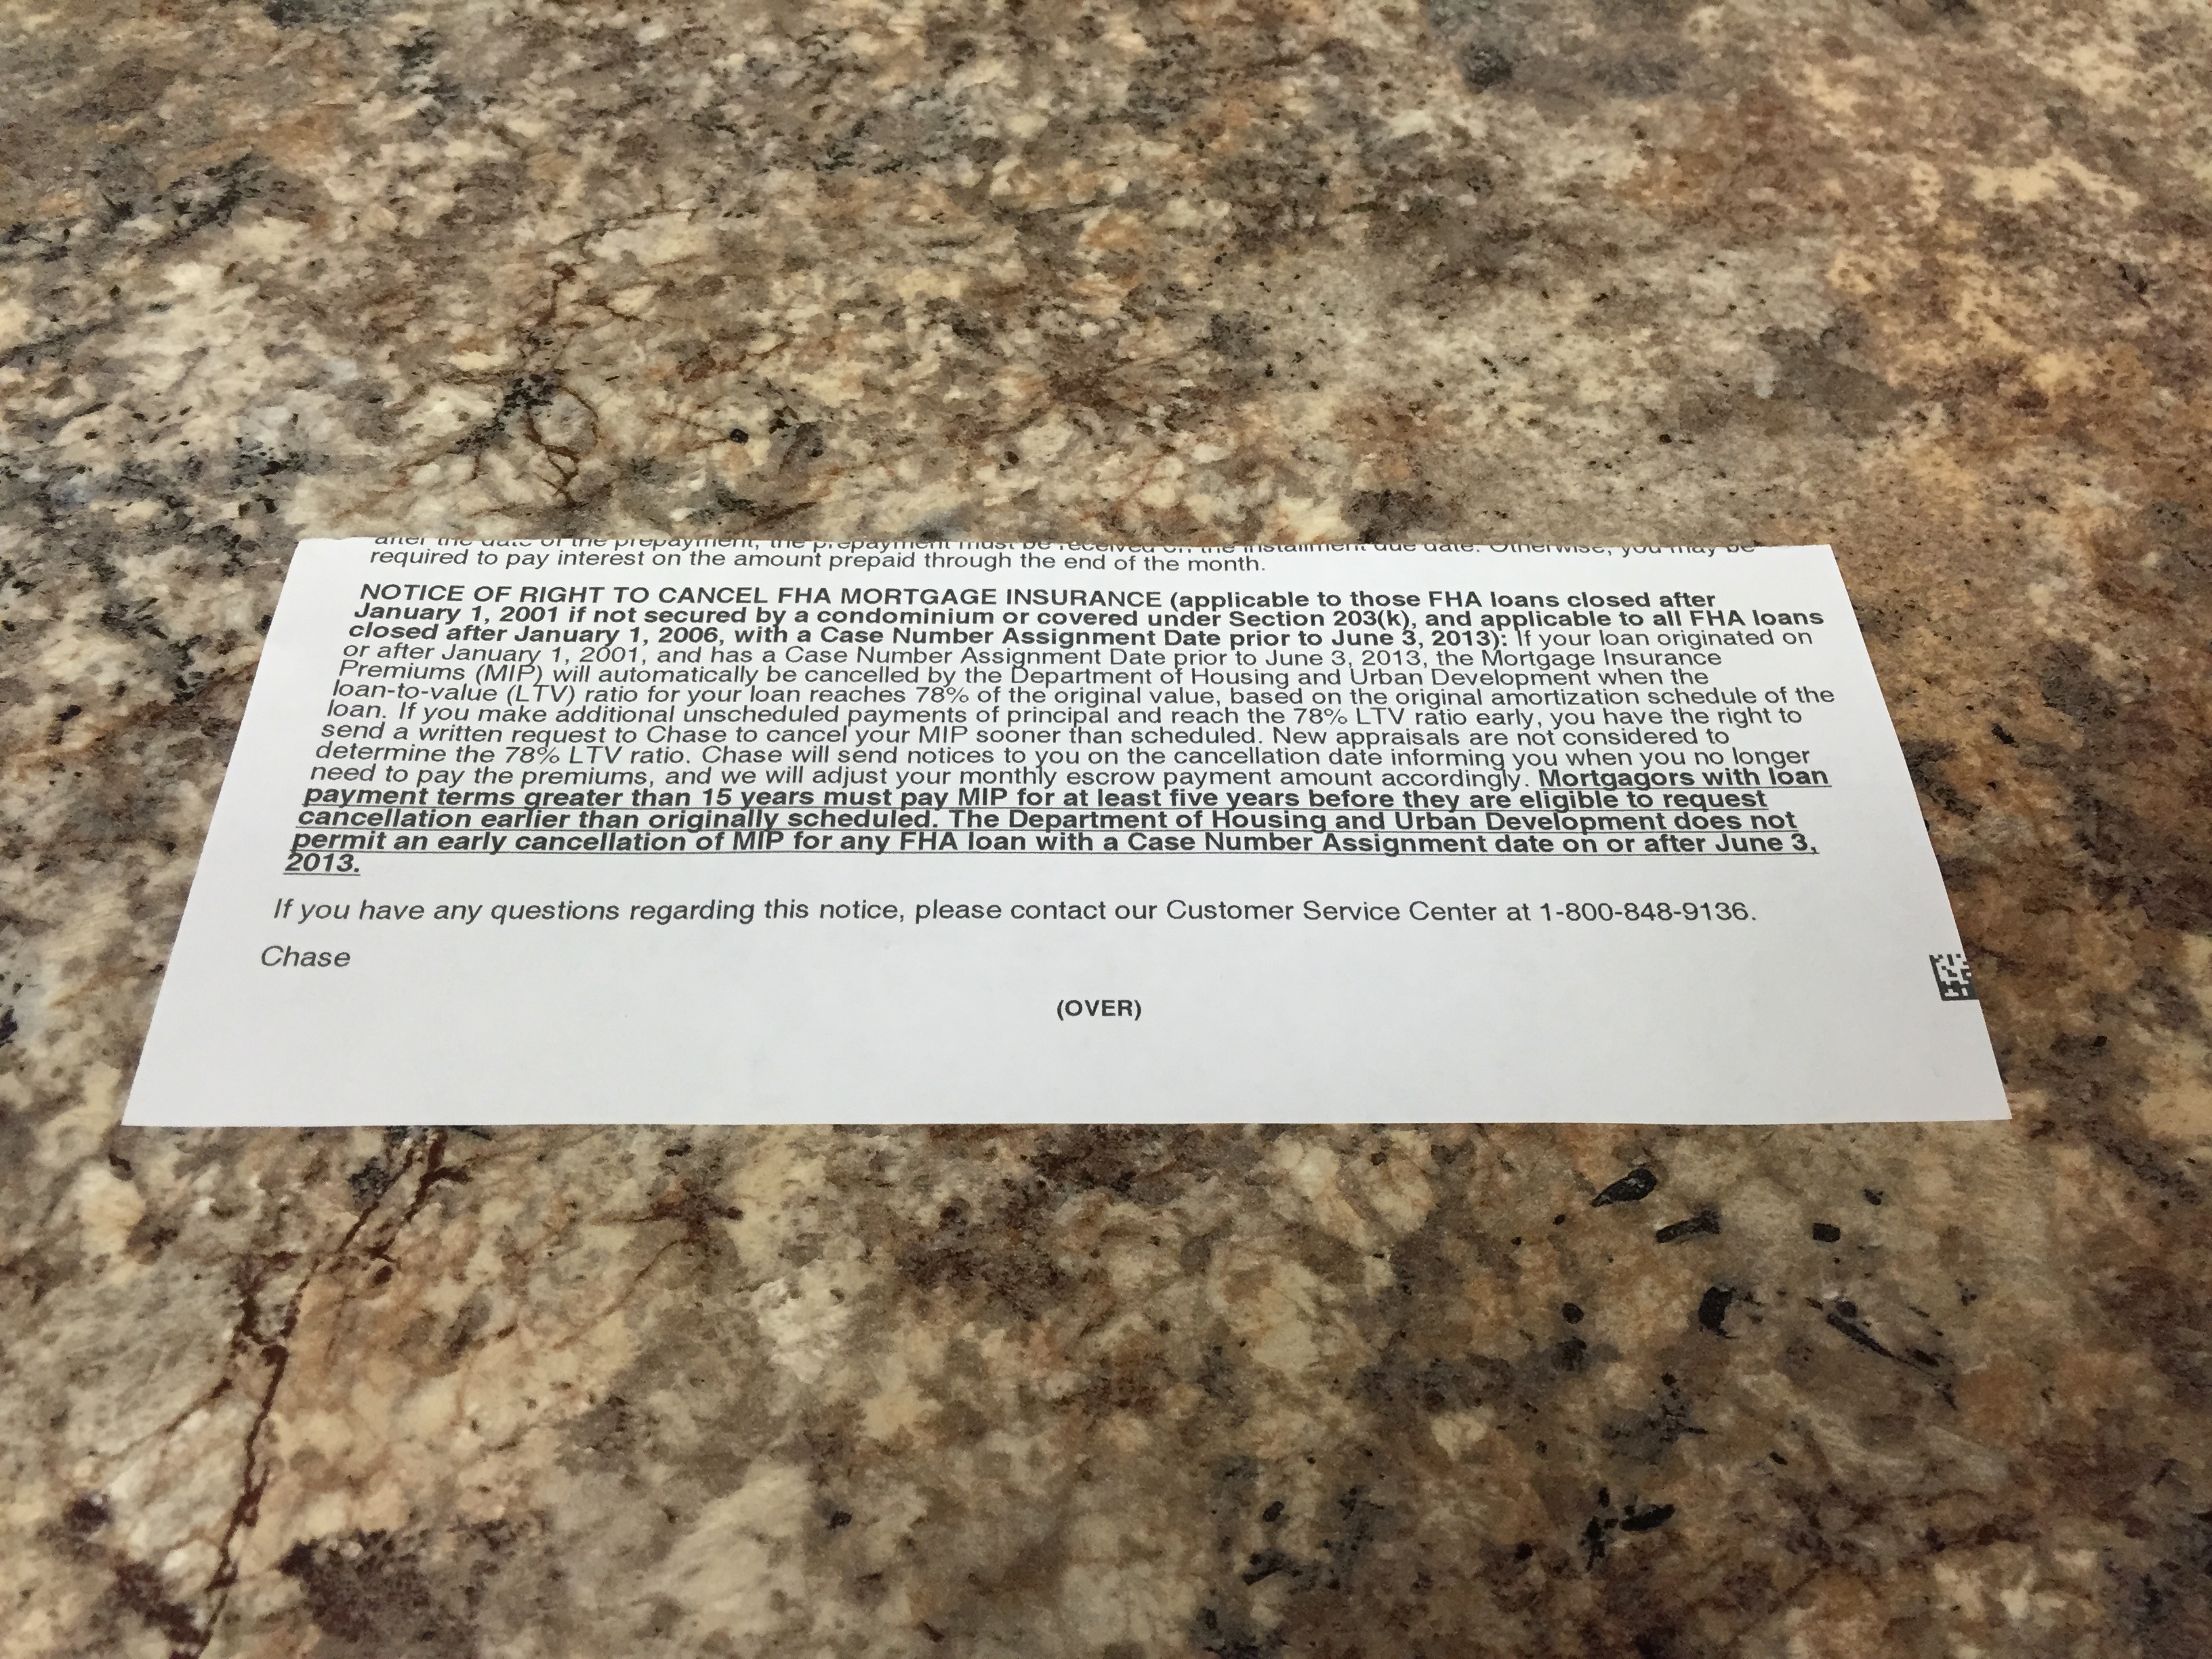 after the date of the prepayment, the prepayment must be received on the installment due date. Otherwise, you may be
required to pay interest on the amount prepaid through the end of the month.
NOTICE OF RIGHT TO CANCEL FHA MORTGAGE INSURANCE (applicable to those FHA loans closed after
January 1, 2001 if not secured by a condominium or covered under Section 203(k), and applicable to all FHA loans
closed after January 1, 2006, with a Case Number Assignment Date prior to June 3, 2013): If your loan originated on
or after January 1, 2001, and has a Case Number Assignment Date prior to June 3, 2013, the Mortgage Insurance
Premiums (MIP) will automatically be cancelled by the Department of Housing and Urban Development when the
loan-to-value (LTV) ratio for your loan reaches 78% of the original value, based on the original amortization schedule of the
loan. If you make additional unscheduled payments of principal and reach the 78% LTV ratio early, you have the right to
send a written request to Chase to cancel your MIP sooner than scheduled. New appraisals are not considered to
determine the 78% LTV ratio. Chase will send notices to you on the cancellation date informing you when you no longer
need to pay the premiums, and we will adjust your monthly escrow payment amount accordingly. Mortgagors with loan
payment terms greater than 15 years must pay MIP for at least five years before they are eligible to request
cancellation earlier than originally scheduled. The Department of Housing and Urban Development does not
permit an early cancellation of MIP for any FHA loan with a Case Number Assignment date on or after June 3,
2013.
If you have any questions regarding this notice, please contact our Customer Service Center at 1-800-848-9136.
Chase
(OVER)